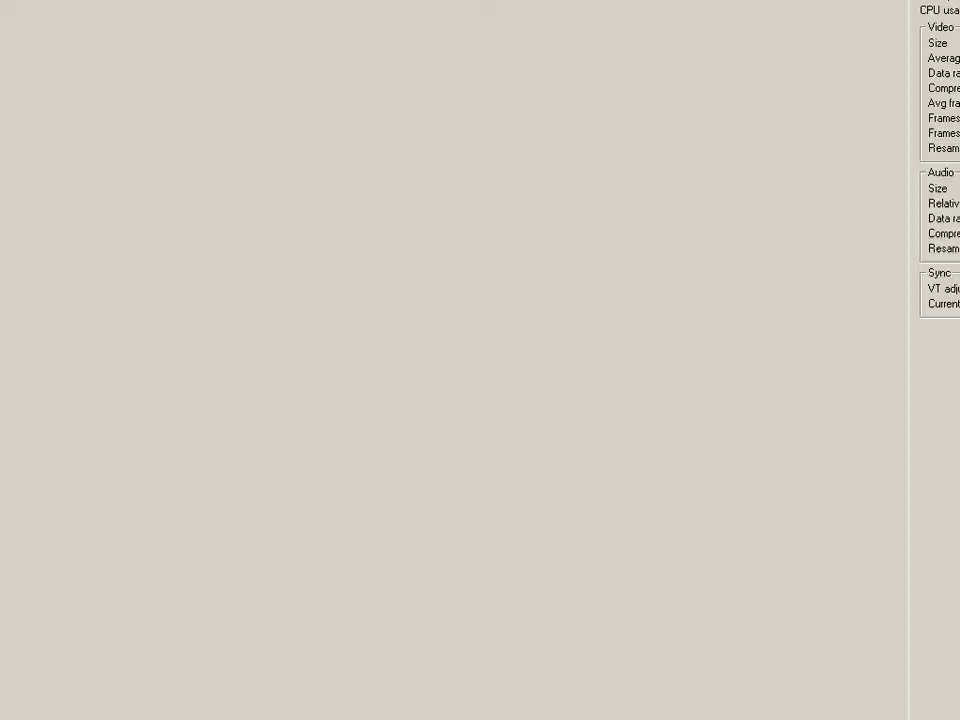 CPU usa
Video
Size
Averag
Data ra
Compre
Avg fra
Frames
Frames
Resam
Audio
Size
Relativ
Data ra
Compre
Resam
Sync
VT adju
Current